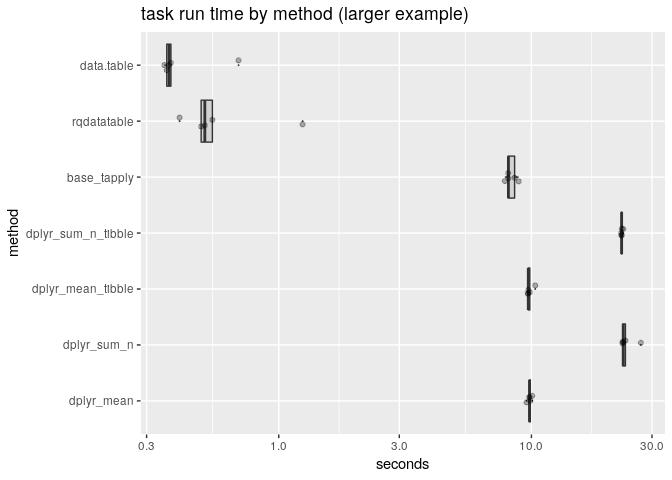 task run time by method (larger example)
data.table
rqdatatable
base_tapply
dplyr_sum_n_tibble
dplyr_mean_tibble
dplyr_sum_n
dplyr_mean
method
0.3 1.0 3.0 10.0 30.0
seconds